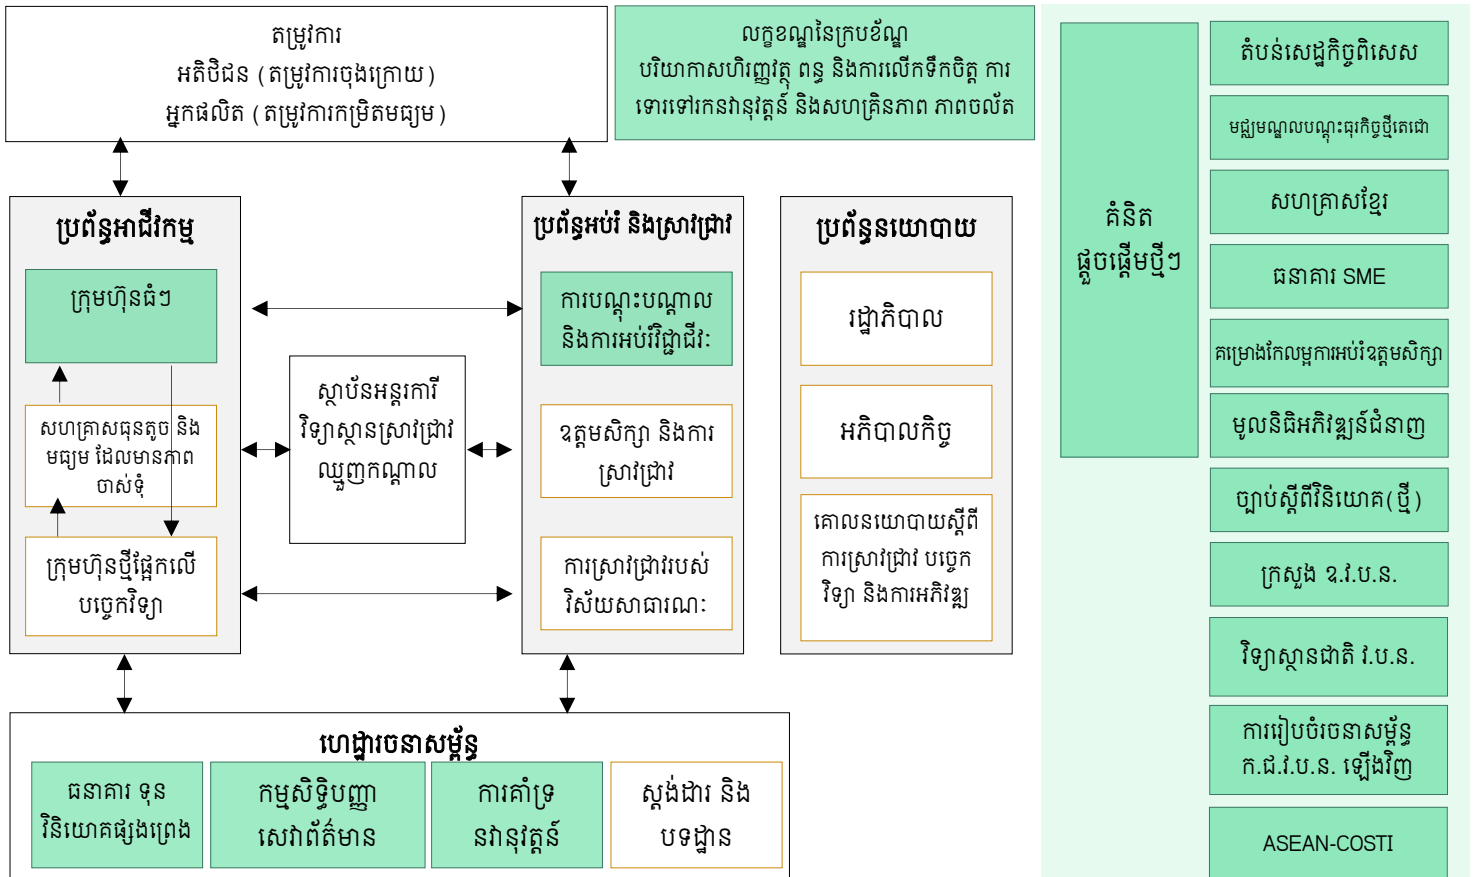 តម្រូវការ
អតិថិជន (តម្រូវការចុងក្រោយ)
អ្នកផលិត (តម្រូវការកម្រិតមធ្យម)
លក្ខខណ្ឌនៃក្របខ័ណ្ឌ
បរិយាកាសហិរញ្ញវត្ថុ ពន្ធ និងការលើកទឹកចិត្ត ការ
ទោរទៅរកនវានុវត្តន៍ និងសហគ្រិនភាព ភាពចល័ត
ប្រព័ន្ធអាជីវកម្ម
ក្រុមហ៊ុនធំៗ
សហគ្រាសធុនតូច និង
មធ្យម ដែលមានភាព
ចាស់ទុំ
ក្រុមហ៊ុនថ្មីផ្អែកលើ
បច្ចេកវិទ្យា
ស្ថាប័នអន្តរការី
វិទ្យាស្ថានស្រាវជ្រាវ
ឈ្មួញកណ្តាល
ប្រព័ន្ធអប់រំ និងស្រាវជ្រាវ
ការបណ្តុះបណ្តាល
និងការអប់រំវិជ្ជាជីវៈ
ឧត្តមសិក្សា និងការ
ស្រាវជ្រាវ
ការស្រាវជ្រាវរបស់
វិស័យសាធារណៈ
ប្រព័ន្ធនយោបាយ
រដ្ឋាភិបាល
អភិបាលកិច្ច
គោលនយោបាយស្តីពី
ការស្រាវជ្រាវ បច្ចេក
វិទ្យា និងការអភិវឌ្ឍ
ហេដ្ឋារចនាសម្ព័ន្ធ
ធនាគារ ទុន
វិនិយោគផ្សងព្រេង
កម្មសិទ្ធិបញ្ញា
សេវាព័ត៌មាន
ការគាំទ្រ
នវានុវត្តន៍
ស្តង់ដារ និង
បទដ្ឋាន
គំនិត
ផ្តួចផ្តើមថ្មីៗ
តំបន់សេដ្ឋកិច្ចពិសេស
មជ្ឈមណ្ឌលបណ្តុះធុរកិច្ចថ្មីតេជោ
សហគ្រាសខ្មែរ
ធនាគារ SME
គម្រោងកែលម្អការអប់រំឧត្តមសិក្សា
មូលនិធិអភិវឌ្ឍន៍ជំនាញ
ច្បាប់ស្តីពីវិនិយោគ(ថ្មី)
ក្រសួង ឧ.វ.ប.ន.
វិទ្យាស្ថានជាតិ វ.ប.ន.
ការរៀបចំរចនាសម្ព័ន្ធ
ក.ជ.វ.ប.ន. ឡើងវិញ
ASEAN-COSTI